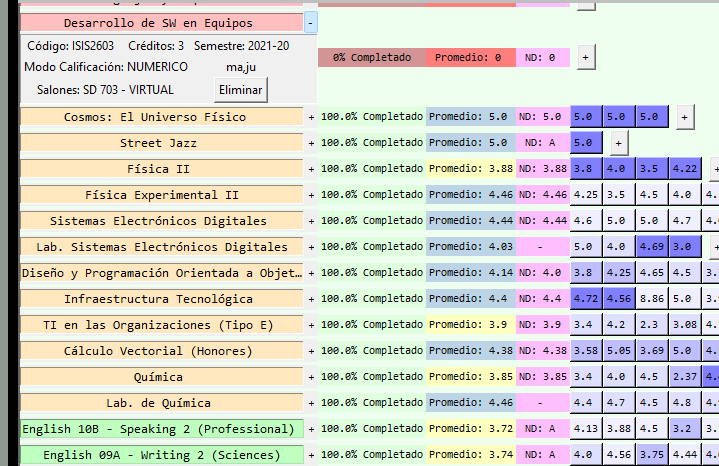 Desarrollo de SW en Equipos -
Código: ISIS2603 Créditos: 3 Semestre: 2021-20
Modo Calificación: NUMERICO ma,ju
Salones: SD 703 - VIRTUAL Eliminar
0% Completado Promedio: 0 ND: 0 +
Cosmos: El Universo Físico + 100.0% Completado Promedio: 5.0 ND: 5.0 5.0 5.0 5.0 +
Street Jazz + 100.0% Completado Promedio: 5.0 ND: A 5.0 +
Física II + 100.0% Completado Promedio: 3.88 ND: 3.88 3.8 4.0 3.5 4.22 +
Física Experimental II + 100.0% Completado Promedio: 4.46 ND: 4.46 4.25 3.5 4.5 4.0
Sistemas Electrónicos Digitales + 100.0% Completado Promedio: 4.44 ND: 4.44 4.6 5.0 5.0 4.7
Lab. Sistemas Electrónicos Digitales + 100.0% Completado Promedio: 4.03 - 5.0 4.0 4.69 3.0 +
Diseño y Programación Orientada a Objet… + 100.0% Completado Promedio: 4.14 ND: 4.0 3.8 4.25 4.65 4.5
Infraestructura Tecnológica + 100.0% Completado Promedio: 4.4 ND: 4.4 4.72 4.56 8.86 5.0
TI en las Organizaciones (Tipo E) + 100.0% Completado Promedio: 3.9 ND: 3.9 3.4 4.2 2.3 3.08
Cálculo Vectorial (Honores) + 100.0% Completado Promedio: 4.38 ND: 4.38 3.58 5.05 3.69 5.0
Química + 100.0% Completado Promedio: 3.85 ND: 3.85 3.4 4.0 4.5 2.37
Lab. de Química + 100.0% Completado Promedio: 4.46 - 4.4 4.7 4.5 4.8
English 10B - Speaking 2 (Professional) + 100.0% Completado Promedio: 3.72 ND: A 4.13 3.88 4.5 3.2
English 09A - Writing 2 (Sciences) + 100.0% Completado Promedio: 3.74 ND: A 4.0 4.56 3.75 4.44